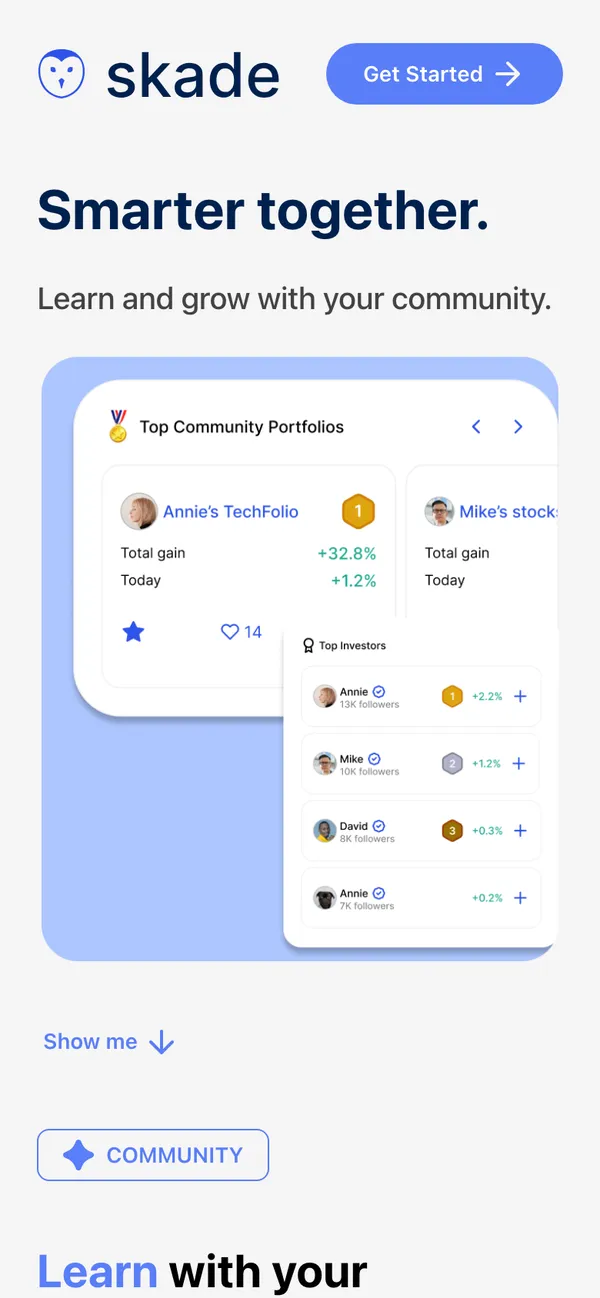 skade
Get Started
Smarter together.
Learn and grow with your community.
Top Community Portfolios
Annie’s TechFolio
1
Total gain
+32.8%
Today
+1.2%
14
Mike’s stock
Total gain
Today
Top Investors
Annie
13K followers
1
+2.2%
Mike
10K followers
2
+1.2%
David
8K followers
3
+0.3%
Annie
7K followers
+0.2%
Show me
COMMUNITY
Learn with your